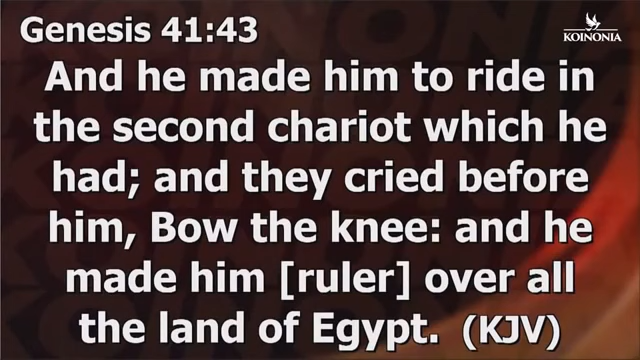 Genesis 41:43
KOINONIA
And he made him to ride in
the second chariot which he
had; and they cried before
him, Bow the knee: and he
made him [ruler] over all
the land of Egypt. (KJV)